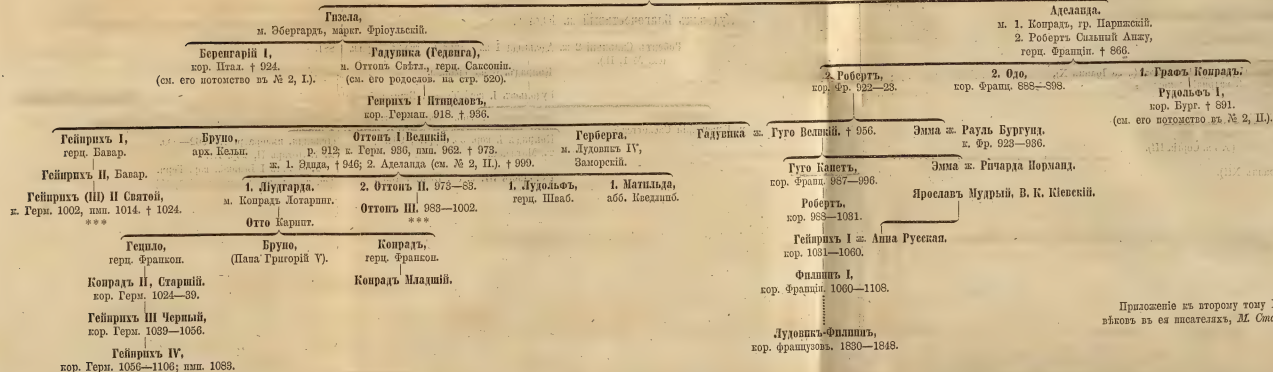 Гизела,
м. Эбергардъ, маркг. Фріоульскій.
Аделаида.
м. 1. Конрадъ, гр. Парижскій.
2. Робертъ Сильный Анжу,
герц. Франціи. † 866.
Беренгарій I,
кор. Итал. † 924.
(см. его потомство въ № 2, I.).
Гадувика (Гедвига),
м. Оттонъ Свѣтл., герц. Саксоніи.
(см. его родослов. на стр. 520).
Генрихъ I Птицеловъ,
кор. Герман. 918. † 936.
2. Робертъ,
кор. Фр. 922—23.
2. Одо,
кор. Франц. 888—898.
1. Графъ Конрадъ.
Рудольфъ I,
кор. Бург. † 891.
(см. его потомство въ № 2, II.).
Гейнрихъ I,
герц. Бавар.
Гейнрихъ II, Бавар.
Гейнрихъ (III) II Святой,
к. Герм. 1002, имп. 1014. † 1024.
***
Бруно,
арх. Кельн.
Оттонъ I Великій,
р. 912; к. Герм. 936, имп. 962. † 973.
ж. 1. Эдида, † 946; 2. Аделаида (см. № 2, II.). † 999.
Герберга,
м. Лудовикъ IV,
Заморскій.
Гадувика ж. Гуго Великій. † 956.
Эмма ж. Рауль Бургунд.
к. Фр. 923—936.
1. Ліудгарда.
м. Конрадъ Лотаринг.
Отто Каринт.
2. Оттонъ II. 973—83.
Оттонъ III. 983—1002.
***
1. Лудольфъ,
герц. Шваб.
1. Матильда,
абб. Кведлинб.
Гуго Капетъ,
кор. Франц. 987—996.
Эмма ж. Ричарда Норманд.
Робертъ,
кор. 988—1031.
Ярославъ Мудрый, В. К. Кіевскій.
Гейнрихъ I ж. Анна Русская.
кор. 1031—1060.
Филиппъ I,
кор. Франціи. 1060—1108.
Лудовикъ-Филиппъ,
кор. французовъ. 1830—1848.
Гецило,
герц. Франкон.
Бруно,
(Папа Григорій V).
Конрадъ,
герц. Франкон.
Конрадъ II, Старшій.
кор. Герм. 1024—39.
Конрадъ Младшій.
Гейнрихъ III Черный,
кор. Герм. 1039—1056.
Гейнрихъ IV,
кор. Герм. 1056—1106; имп. 1083.
Приложеніе къ второму тому
вѣковъ въ ея писателяхъ, М.